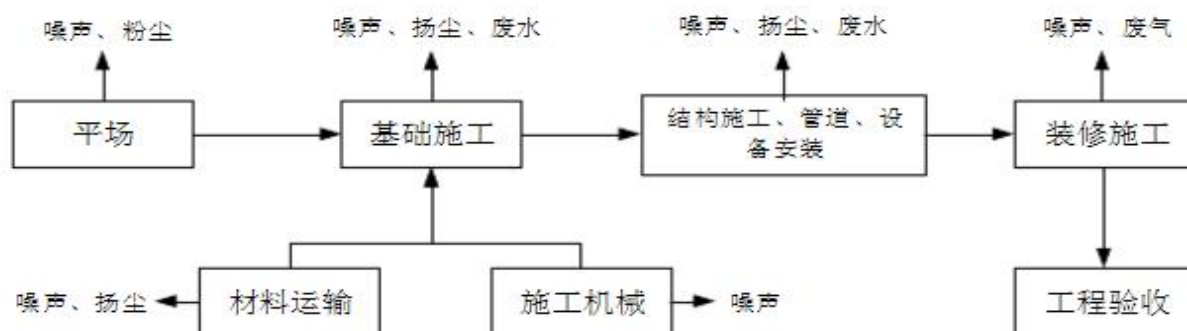 噪声、粉尘
噪声、扬尘、废水
噪声、扬尘、废水
噪声、废气
平场
基础施工
结构施工、管道、设
备安装
装修施工
噪声、扬尘
材料运输
施工机械
噪声
工程验收